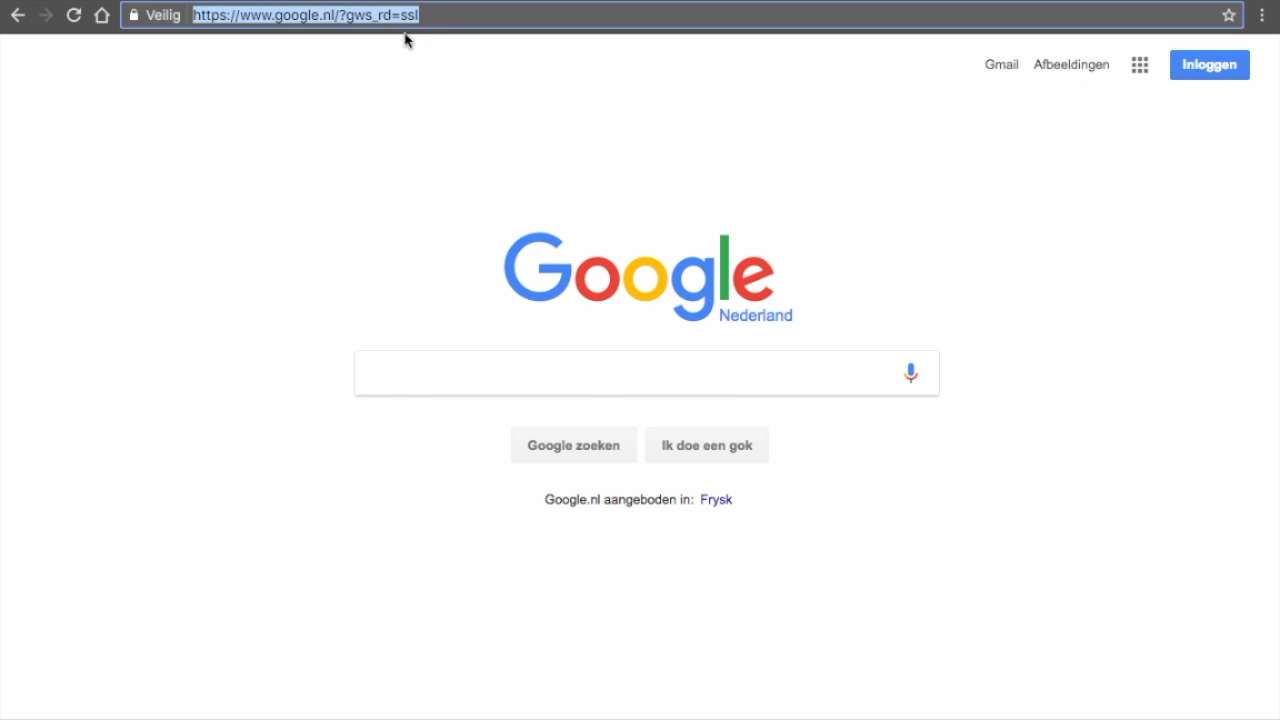 Veilig https://www.google.nl/?gws_rd=ssl
Gmail Afbeeldingen Inloggen
Google
Nederland
Google zoeken Ik doe een gok
Google.nl aangeboden in: Frysk